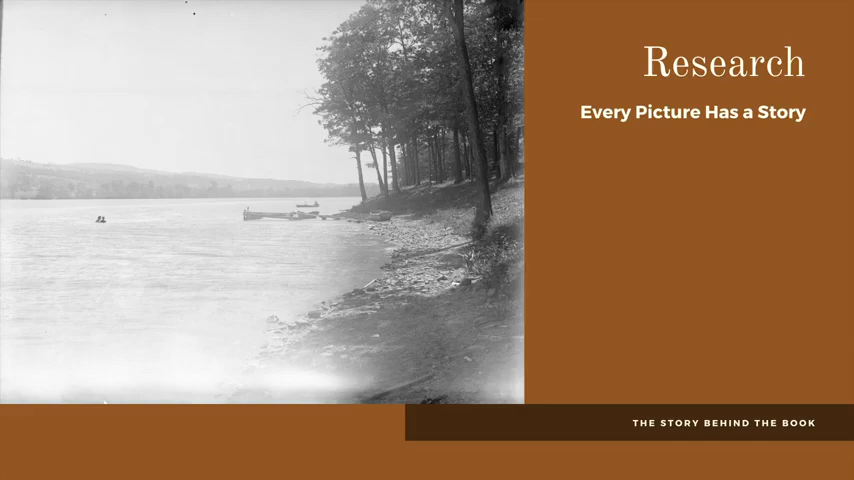 Research
Every Picture Has a Story
THE STORY BEHIND THE BOOK